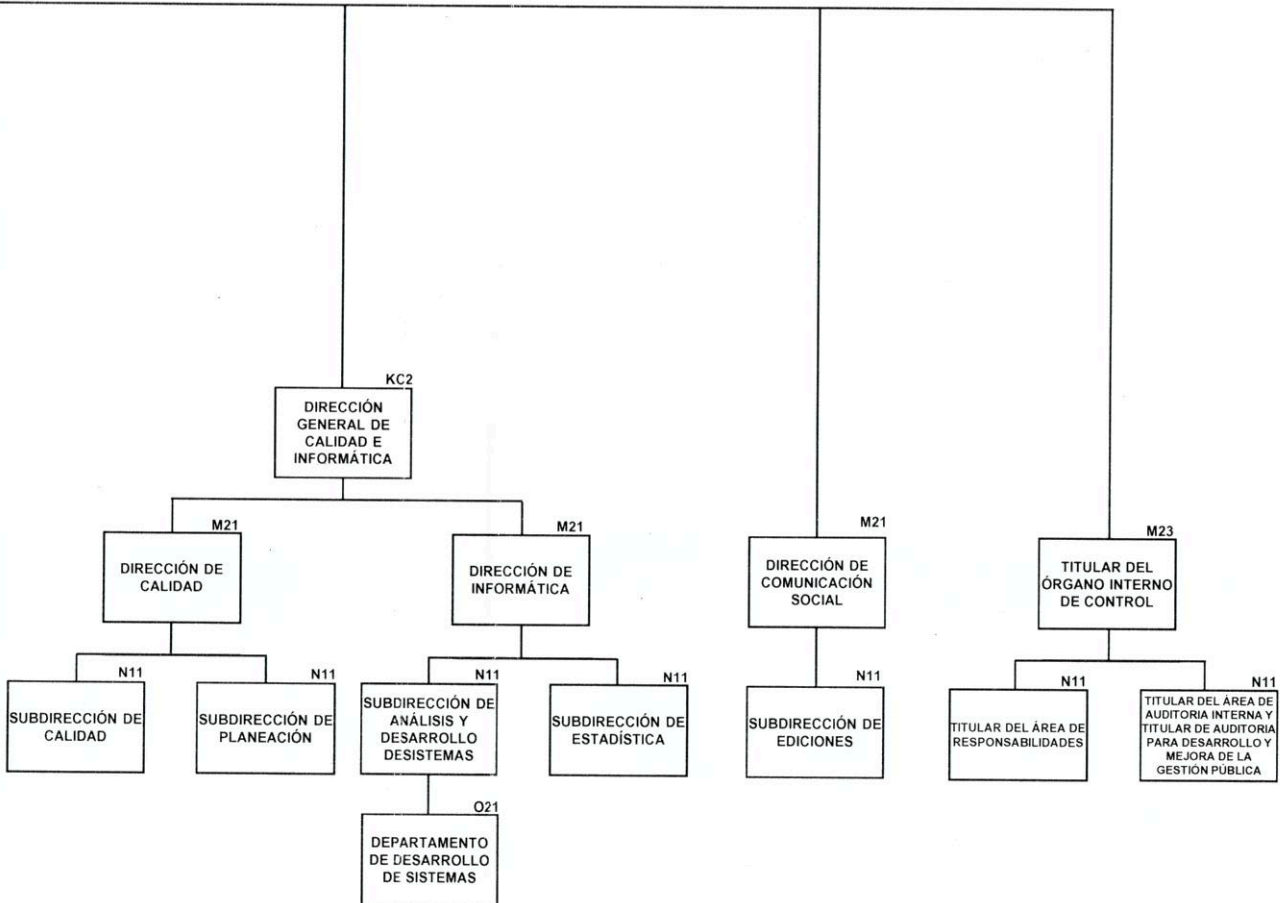 KC2
DIRECCIÓN
GENERAL DE
CALIDAD E
INFORMÁTICA
M21
DIRECCIÓN DE
CALIDAD
M21
DIRECCIÓN DE
INFORMÁTICA
M21
DIRECCIÓN DE
COMUNICACIÓN
SOCIAL
M23
TITULAR DEL
ÓRGANO INTERNO
DE CONTROL
N11
SUBDIRECCIÓN DE
CALIDAD
N11
SUBDIRECCIÓN DE
PLANEACIÓN
N11
SUBDIRECCIÓN DE
ANÁLISIS Y
DESARROLLO
DESISTEMAS
N11
SUBDIRECCIÓN DE
ESTADÍSTICA
N11
SUBDIRECCIÓN DE
EDICIONES
N11
TITULAR DEL ÁREA DE
RESPONSABILIDADES
N11
TITULAR DEL ÁREA DE
AUDITORIA INTERNA Y
TITULAR DE AUDITORIA
PARA DESARROLLO Y
MEJORA DE LA
GESTIÓN PÚBLICA
O21
DEPARTAMENTO
DE DESARROLLO
DE SISTEMAS